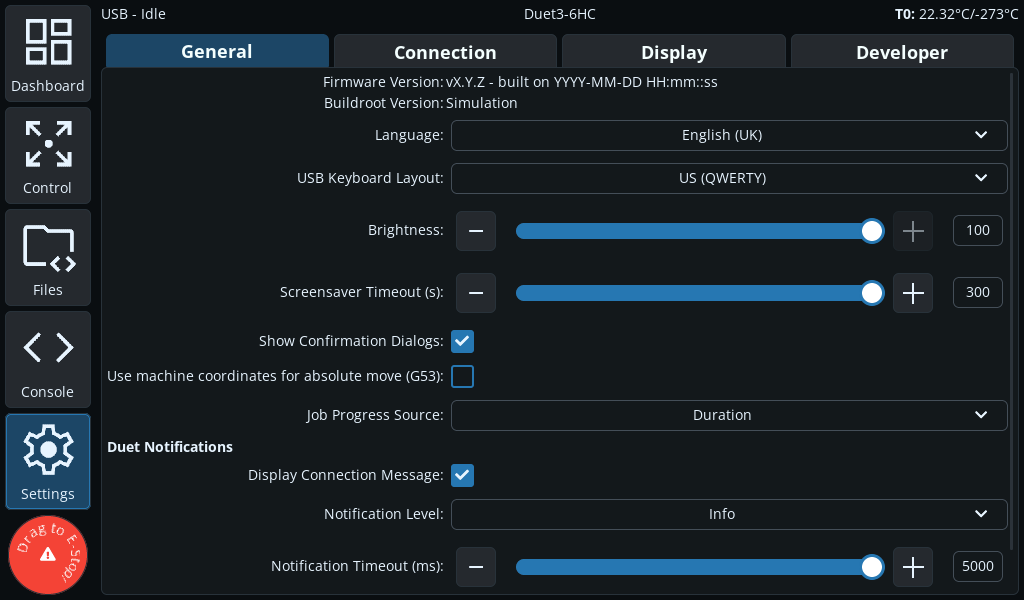 USB - Idle
Duet3-6HC
T0: 22.32°C/-273°C
Dashboard
Control
Files
Console
Settings
Drag to E-Stop!
General
Connection
Display
Developer
Firmware Version: vX.Y.Z - built on YYYY-MM-DD HH:mm::ss
Buildroot Version: Simulation
Language: English (UK)
USB Keyboard Layout: US (QWERTY)
Brightness: 100
Screensaver Timeout (s): 300
Show Confirmation Dialogs:
Use machine coordinates for absolute move (G53):
Job Progress Source: Duration
Duet Notifications
Display Connection Message:
Notification Level: Info
Notification Timeout (ms): 5000